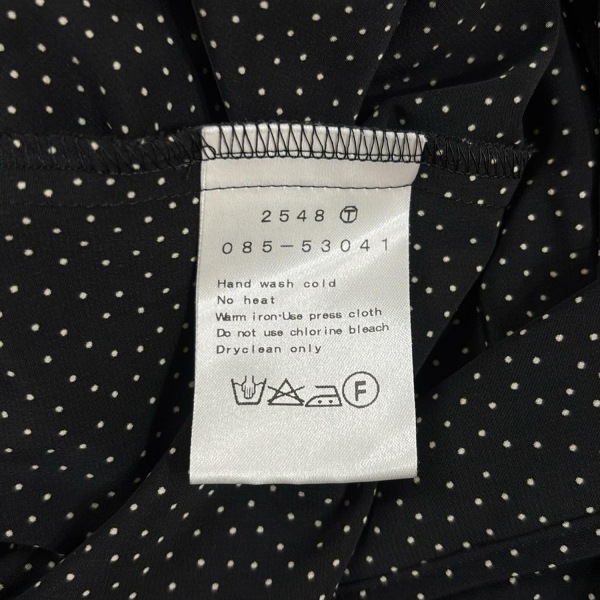 2548 Ⓣ
085-53041
Hand wash cold
No heat
Warm iron·Use press cloth
Do not use chlorine bleach
Dryclean only
F